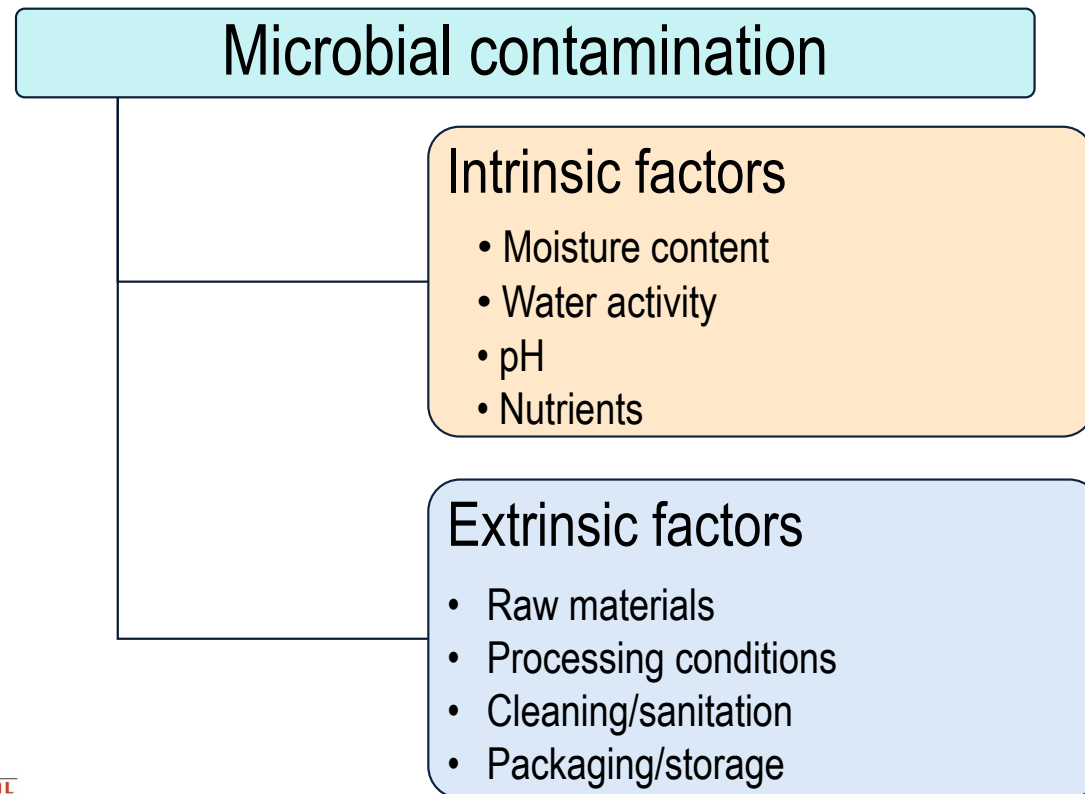 Microbial contamination
Intrinsic factors
• Moisture content
• Water activity
• pH
• Nutrients
Extrinsic factors
• Raw materials
• Processing conditions
• Cleaning/sanitation
• Packaging/storage